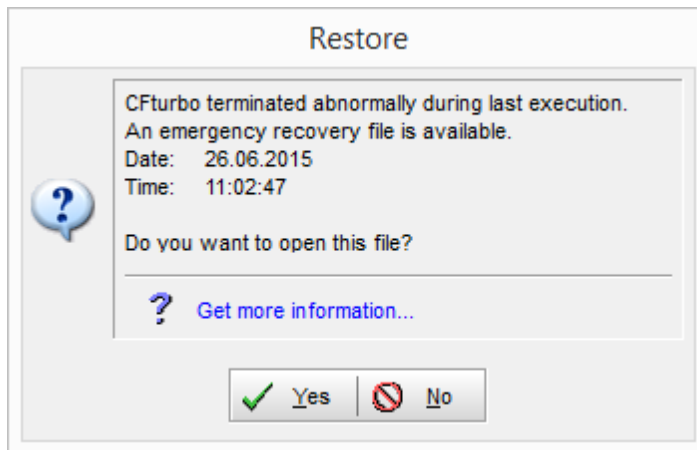 Restore
CFturbo terminated abnormally during last execution.
An emergency recovery file is available.
Date: 26.06.2015
Time: 11:02:47
Do you want to open this file?
Get more information...
Yes No